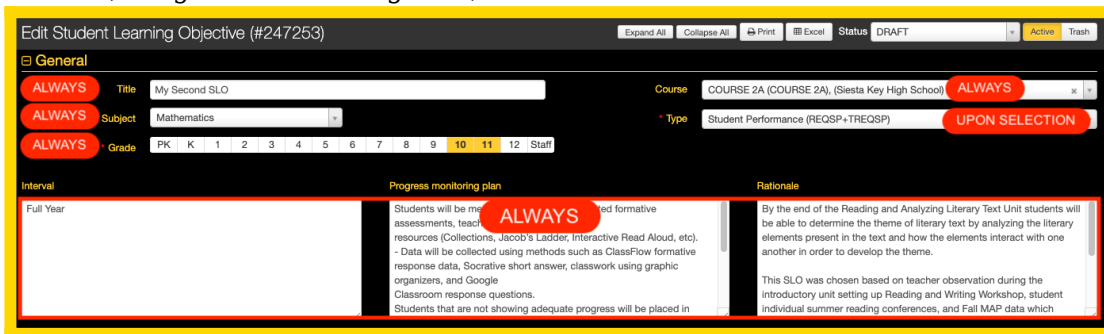 Edit Student Learning Objective (#247253) Expand All Collapse All Print Excel Status DRAFT Active Trash
General
ALWAYS Title My Second SLO Course COURSE 2A (COURSE 2A), (Siesta Key High School) ALWAYS
ALWAYS Subject Mathematics * Type Student Performance (REQSP+TREQSP) UPON SELECTION
ALWAYS * Grade PK K 1 2 3 4 5 6 7 8 9 10 11 12 Staff
Interval
Full Year
Progress monitoring plan
Students will be ted formative
assessments,
resources (Collections, Jacob's Ladder, Interactive Read Aloud, etc).
- Data will be collected using methods such as ClassFlow formative
response data, Socrative short answer, classwork using graphic
organizers, and Google
Classroom response questions.
Students that are not showing adequate progress will be placed in
ALWAYS
Rationale
By the end of the Reading and Analyzing Literary Text Unit students will
be able to determine the theme of literary text by analyzing the literary
elements present in the text and how the elements interact with one
another in order to develop the theme.
This SLO was chosen based on teacher observation during the
introductory unit setting up Reading and Writing Workshop, student
individual summer reading conferences, and Fall MAP data which